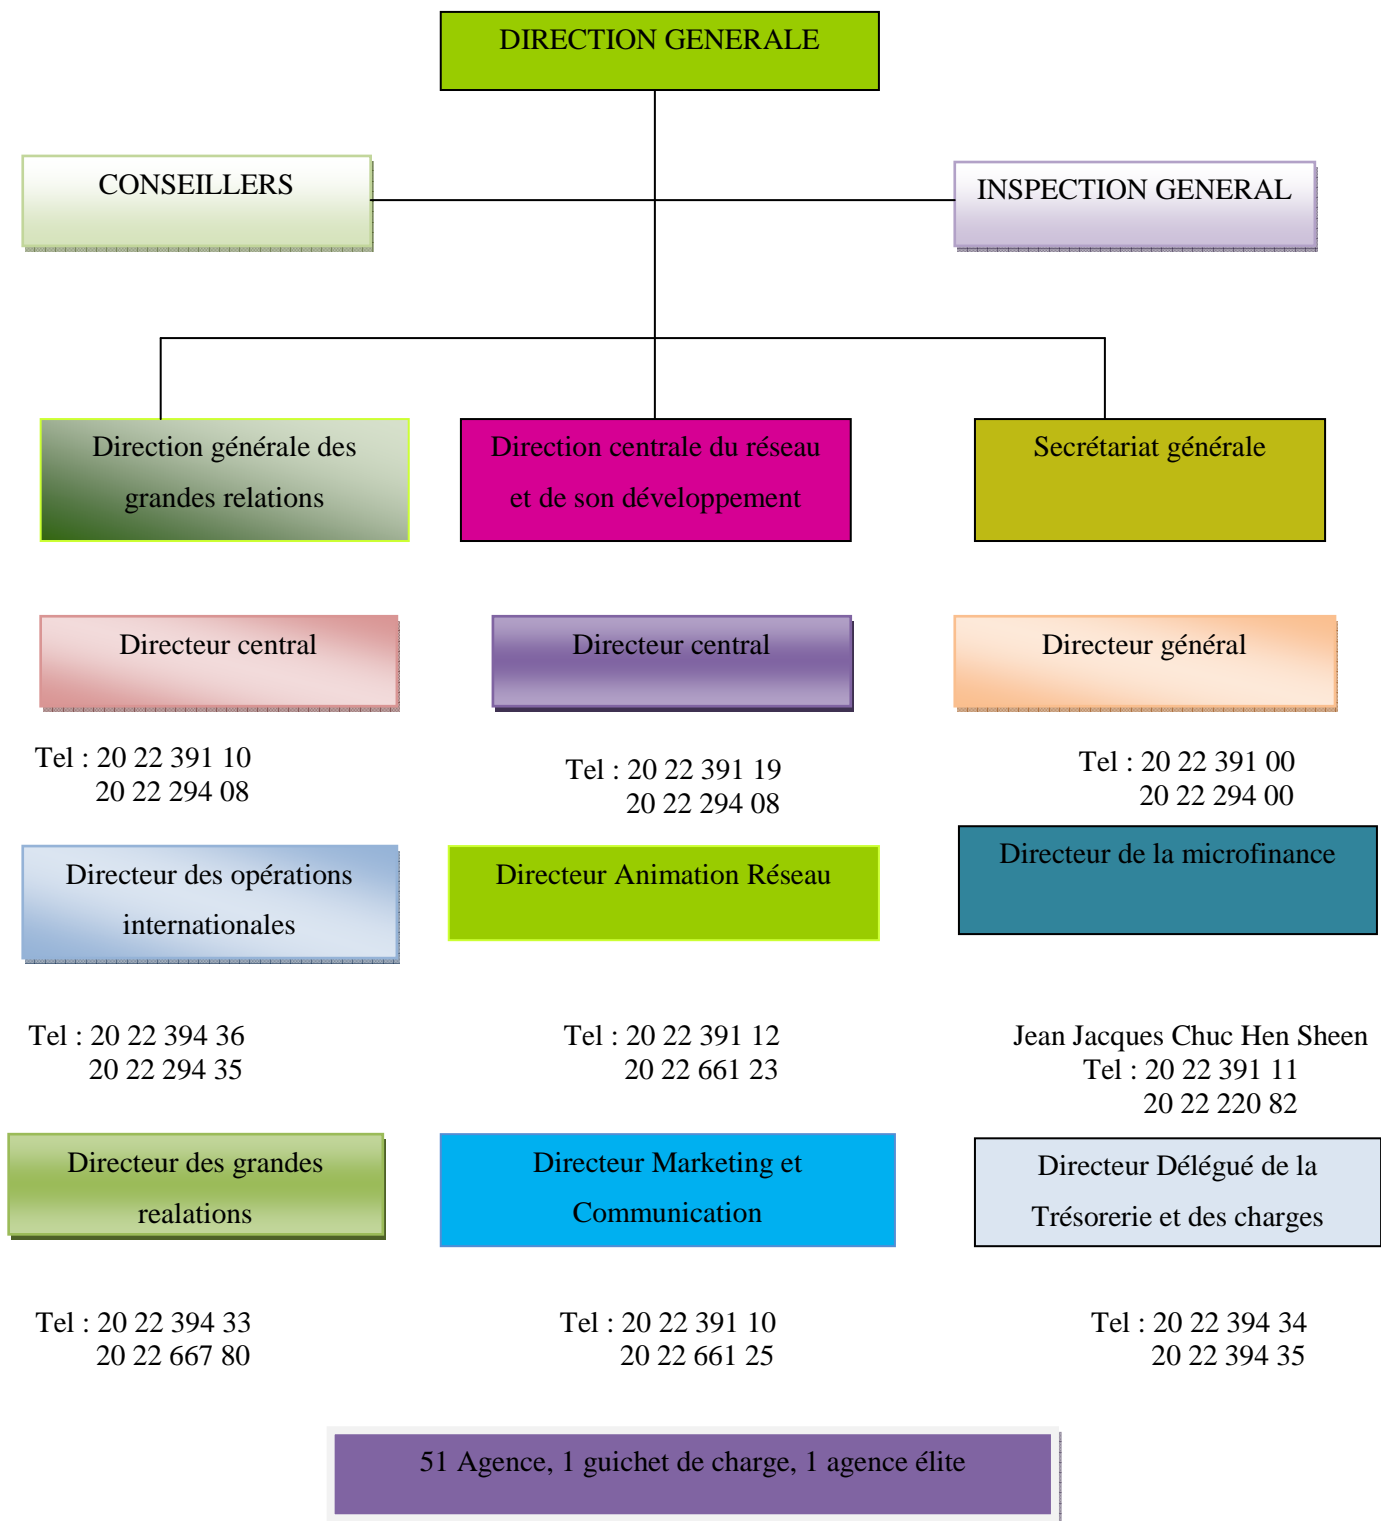 DIRECTION GENERALE
CONSEILLERS
INSPECTION GENERAL
Direction générale des
grandes relations
Direction centrale du réseau
et de son développement
Secrétariat générale
Directeur central
Directeur central
Directeur général
Tel : 20 22 391 10
20 22 294 08
Tel : 20 22 391 19
20 22 294 08
Tel : 20 22 391 00
20 22 294 00
Directeur des opérations
internationales
Directeur Animation Réseau
Directeur de la microfinance
Tel : 20 22 394 36
20 22 294 35
Tel : 20 22 391 12
20 22 661 23
Jean Jacques Chuc Hen Sheen
Tel : 20 22 391 11
20 22 220 82
Directeur des grandes
realations
Directeur Marketing et
Communication
Directeur Délégué de la
Trésorerie et des charges
Tel : 20 22 394 33
20 22 667 80
Tel : 20 22 391 10
20 22 661 25
Tel : 20 22 394 34
20 22 394 35
51 Agence, 1 guichet de charge, 1 agence élite